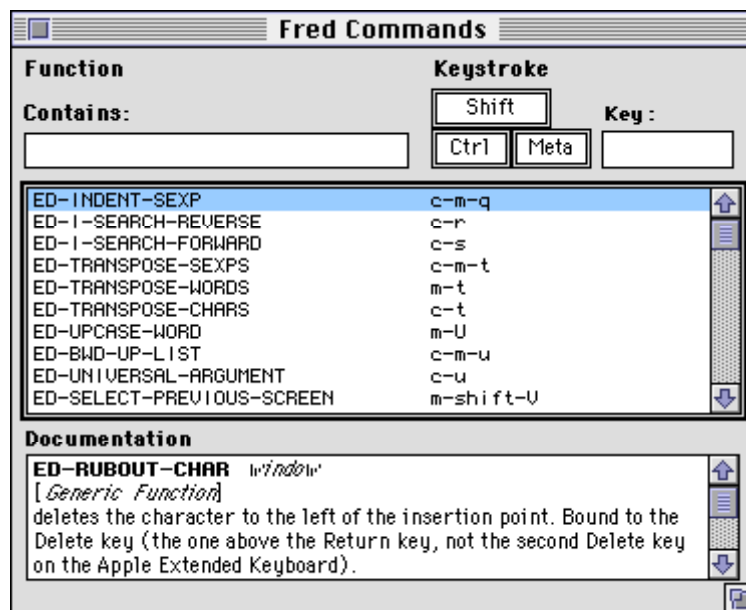 Fred Commands
Function Keystroke
Shift
Contains: Key:
Ctrl Meta
ED-INDENT-SEXP c-m-q
ED-I-SEARCH-REVERSE c-r
ED-I-SEARCH-FORWARD c-s
ED-TRANSPOSE-SEXPS c-m-t
ED-TRANSPOSE-WORDS m-t
ED-TRANSPOSE-CHARS c-t
ED-UPCASE-WORD m-U
ED-BWD-UP-LIST c-m-u
ED-UNIVERSAL-ARGUMENT c-u
ED-SELECT-PREVIOUS-SCREEN m-shift-V
Documentation
ED-RUBOUT-CHAR window
[Generic Function]
deletes the character to the left of the insertion point. Bound to the
Delete key (the one above the Return key, not the second Delete key
on the Apple Extended Keyboard).